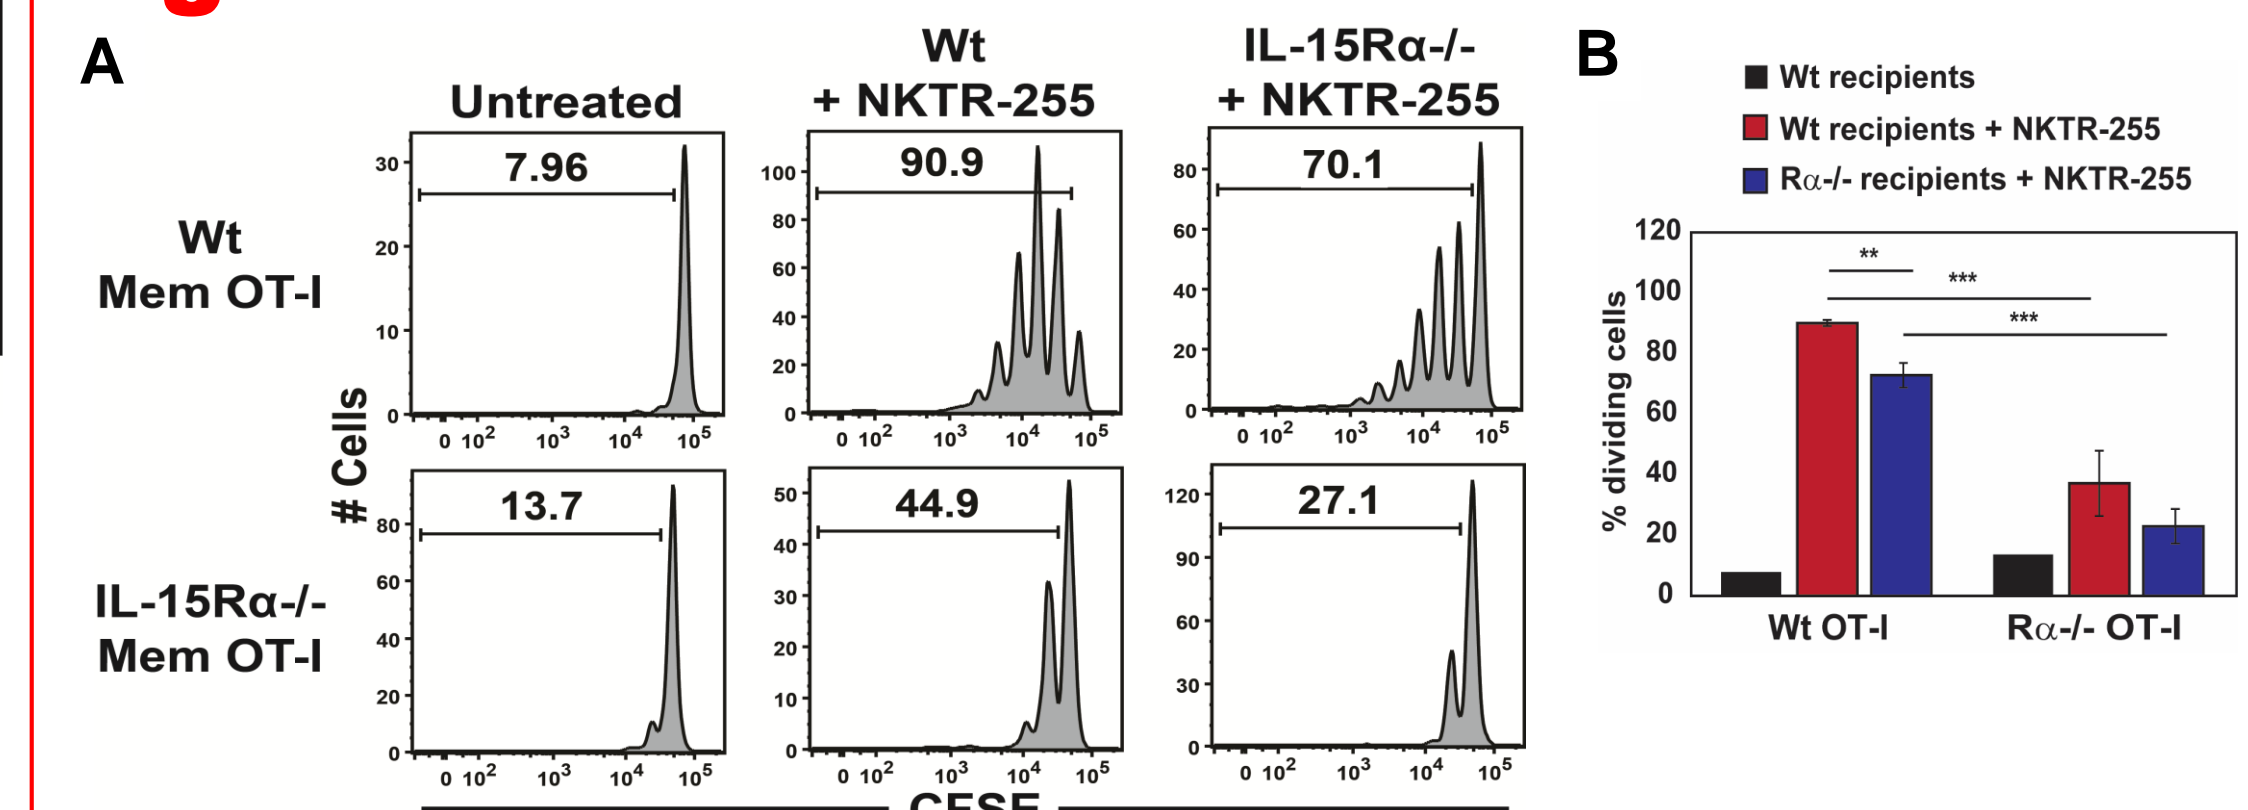 A
Untreated
Wt
+ NKTR-255
IL-15Rα-/-
+ NKTR-255
Wt
Mem OT-I
IL-15Rα-/-
Mem OT-I
# Cells
7.96
30
20
10
0
0 10² 10³ 10⁴ 10⁵
90.9
100
80
60
40
20
0
0 10² 10³ 10⁴ 10⁵
70.1
80
60
40
20
0
0 10² 10³ 10⁴ 10⁵
13.7
80
60
40
20
0
0 10² 10³ 10⁴ 10⁵
44.9
50
40
30
20
10
0
0 10² 10³ 10⁴ 10⁵
27.1
120
90
60
30
0
0 10² 10³ 10⁴ 10⁵
CFSE
B
Wt recipients
Wt recipients + NKTR-255
Rα-/- recipients + NKTR-255
% dividing cells
120
100
80
60
40
20
0
**
***
***
Wt OT-I
Rα-/- OT-I